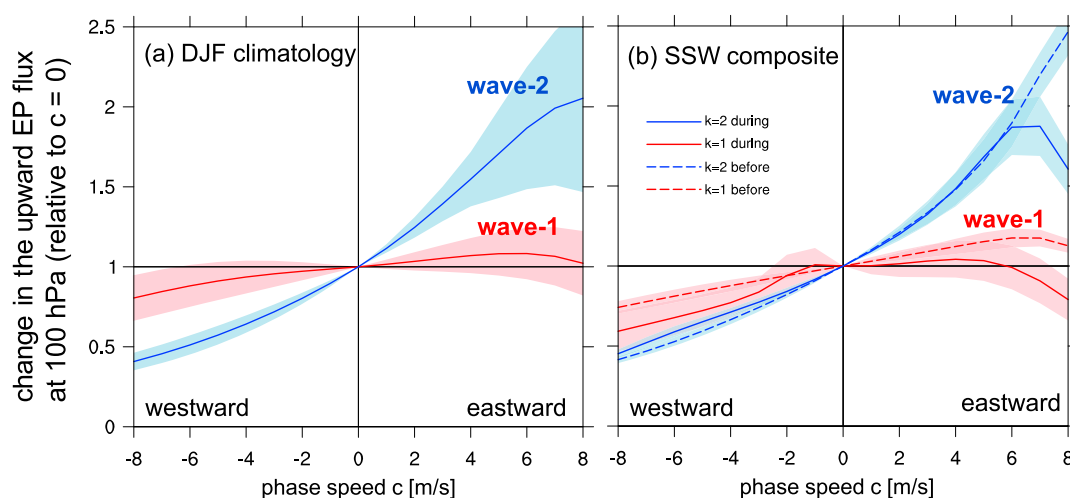 change in the upward EP flux
at 100 hPa (relative to c = 0)
(a) DJF climatology
wave-2
wave-1
westward
eastward
2.5
2
1.5
1
0.5
0
-8 -6 -4 -2 0 2 4 6 8
phase speed c [m/s]
(b) SSW composite
wave-2
k=2 during
k=1 during
k=2 before
k=1 before
wave-1
westward
eastward
-8 -6 -4 -2 0 2 4 6 8
phase speed c [m/s]